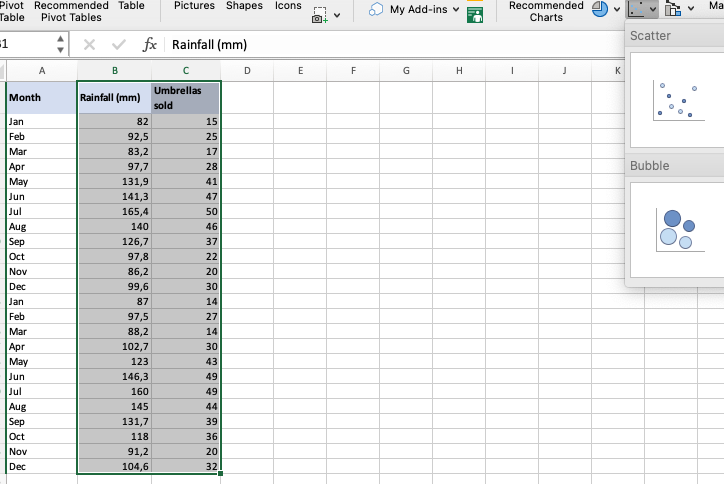 Pivot Recommended Table Pictures Shapes Icons My Add-ins Recommended
Table Pivot Tables Charts
fx Rainfall (mm)
Scatter
Bubble
A B C D E F G H I J K
Month Rainfall (mm) Umbrellas sold
Jan 82 15
Feb 92,5 25
Mar 83,2 17
Apr 97,7 28
May 131,9 41
Jun 141,3 47
Jul 165,4 50
Aug 140 46
Sep 126,7 37
Oct 97,8 22
Nov 86,2 20
Dec 99,6 30
Jan 87 14
Feb 97,5 27
Mar 88,2 14
Apr 102,7 30
May 123 43
Jun 146,3 49
Jul 160 49
Aug 145 44
Sep 131,7 39
Oct 118 36
Nov 91,2 20
Dec 104,6 32